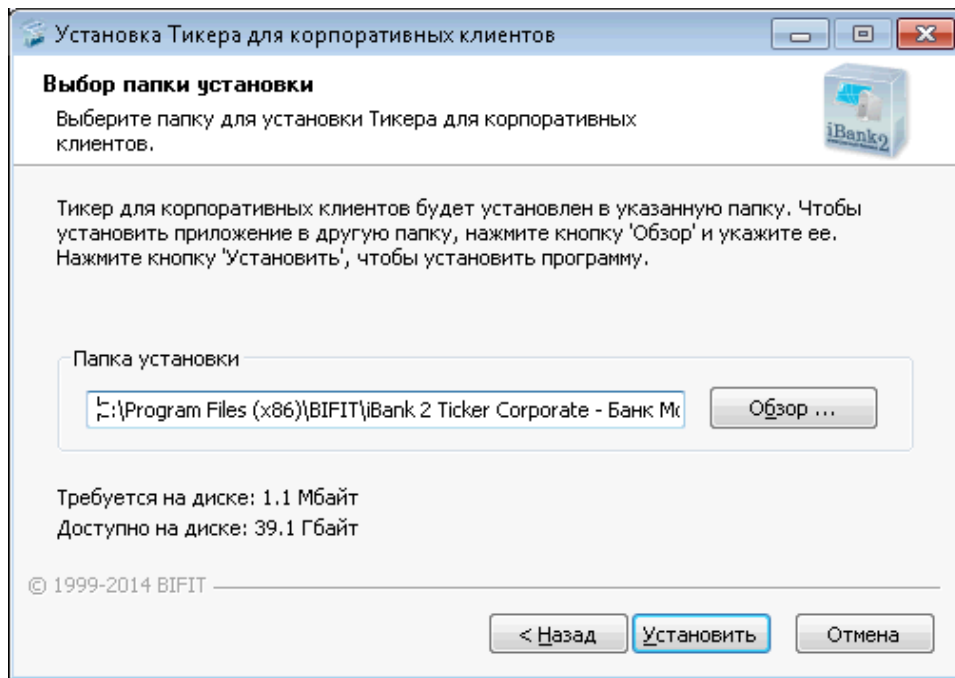 Установка Тикера для корпоративных клиентов
Выбор папки установки
Выберите папку для установки Тикера для корпоративных
клиентов.
iBank2
Тикер для корпоративных клиентов будет установлен в указанную папку. Чтобы
установить приложение в другую папку, нажмите кнопку 'Обзор' и укажите ее.
Нажмите кнопку 'Установить', чтобы установить программу.
Папка установки
C:\Program Files (x86)\BIFIT\iBank 2 Ticker Corporate - Банк Мо
Обзор ...
Требуется на диске: 1.1 Мбайт
Доступно на диске: 39.1 Гбайт
© 1999-2014 BIFIT
< Назад
Установить
Отмена